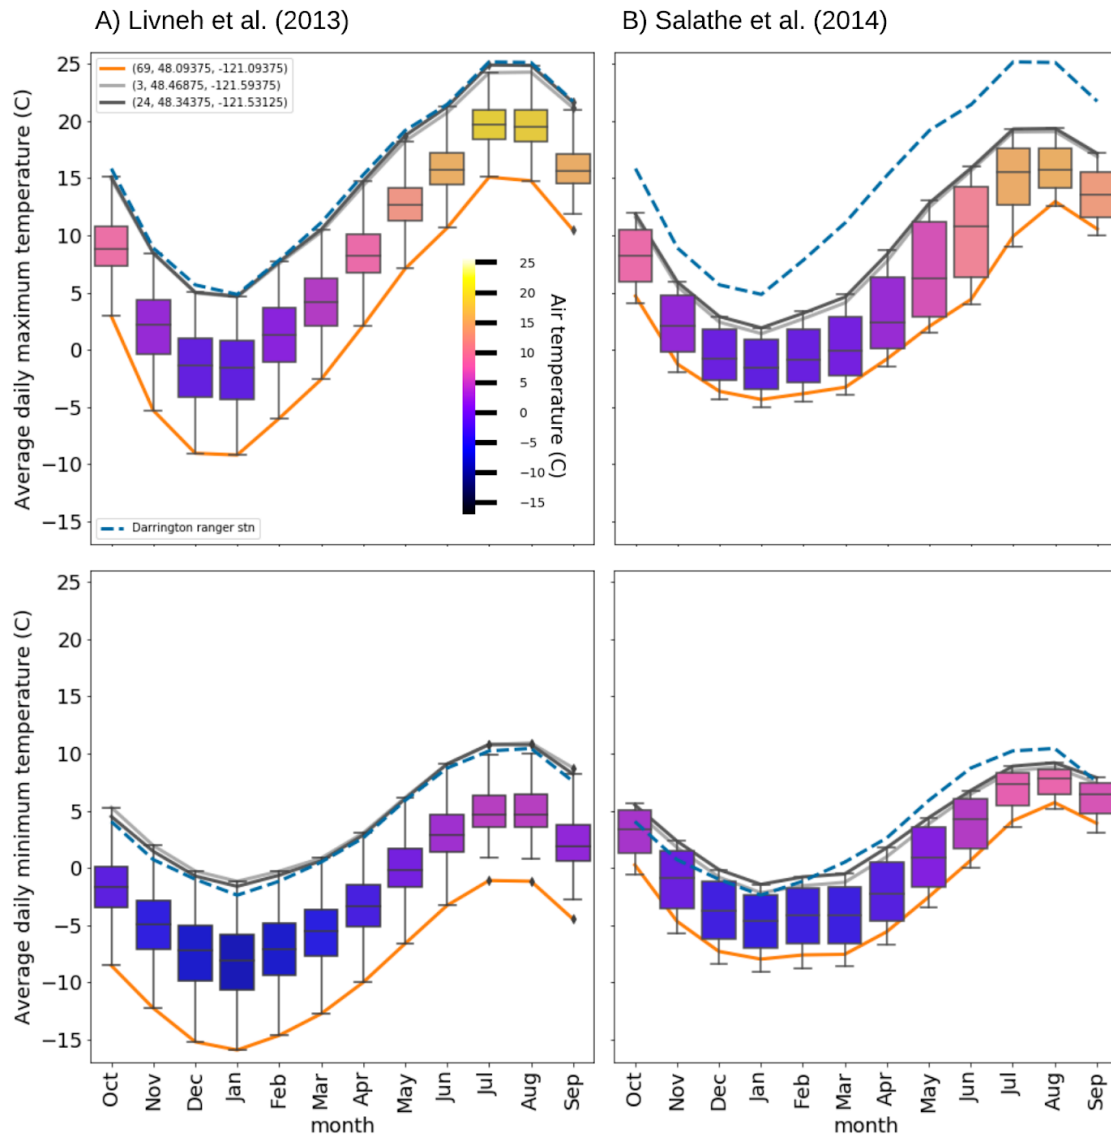 A) Livneh et al. (2013)
B) Salathe et al. (2014)
Average daily maximum temperature (C)
25
20
15
10
5
0
−5
−10
−15
(69, 48.09375, -121.09375)
(3, 48.46875, -121.59375)
(24, 48.34375, -121.53125)
25
20
15
10
5
0
−5
−10
−15
Air temperature (C)
Darrington ranger stn
Average daily minimum temperature (C)
25
20
15
10
5
0
−5
−10
−15
Oct Nov Dec Jan Feb Mar Apr May Jun Jul Aug Sep
month
Oct Nov Dec Jan Feb Mar Apr May Jun Jul Aug Sep
month